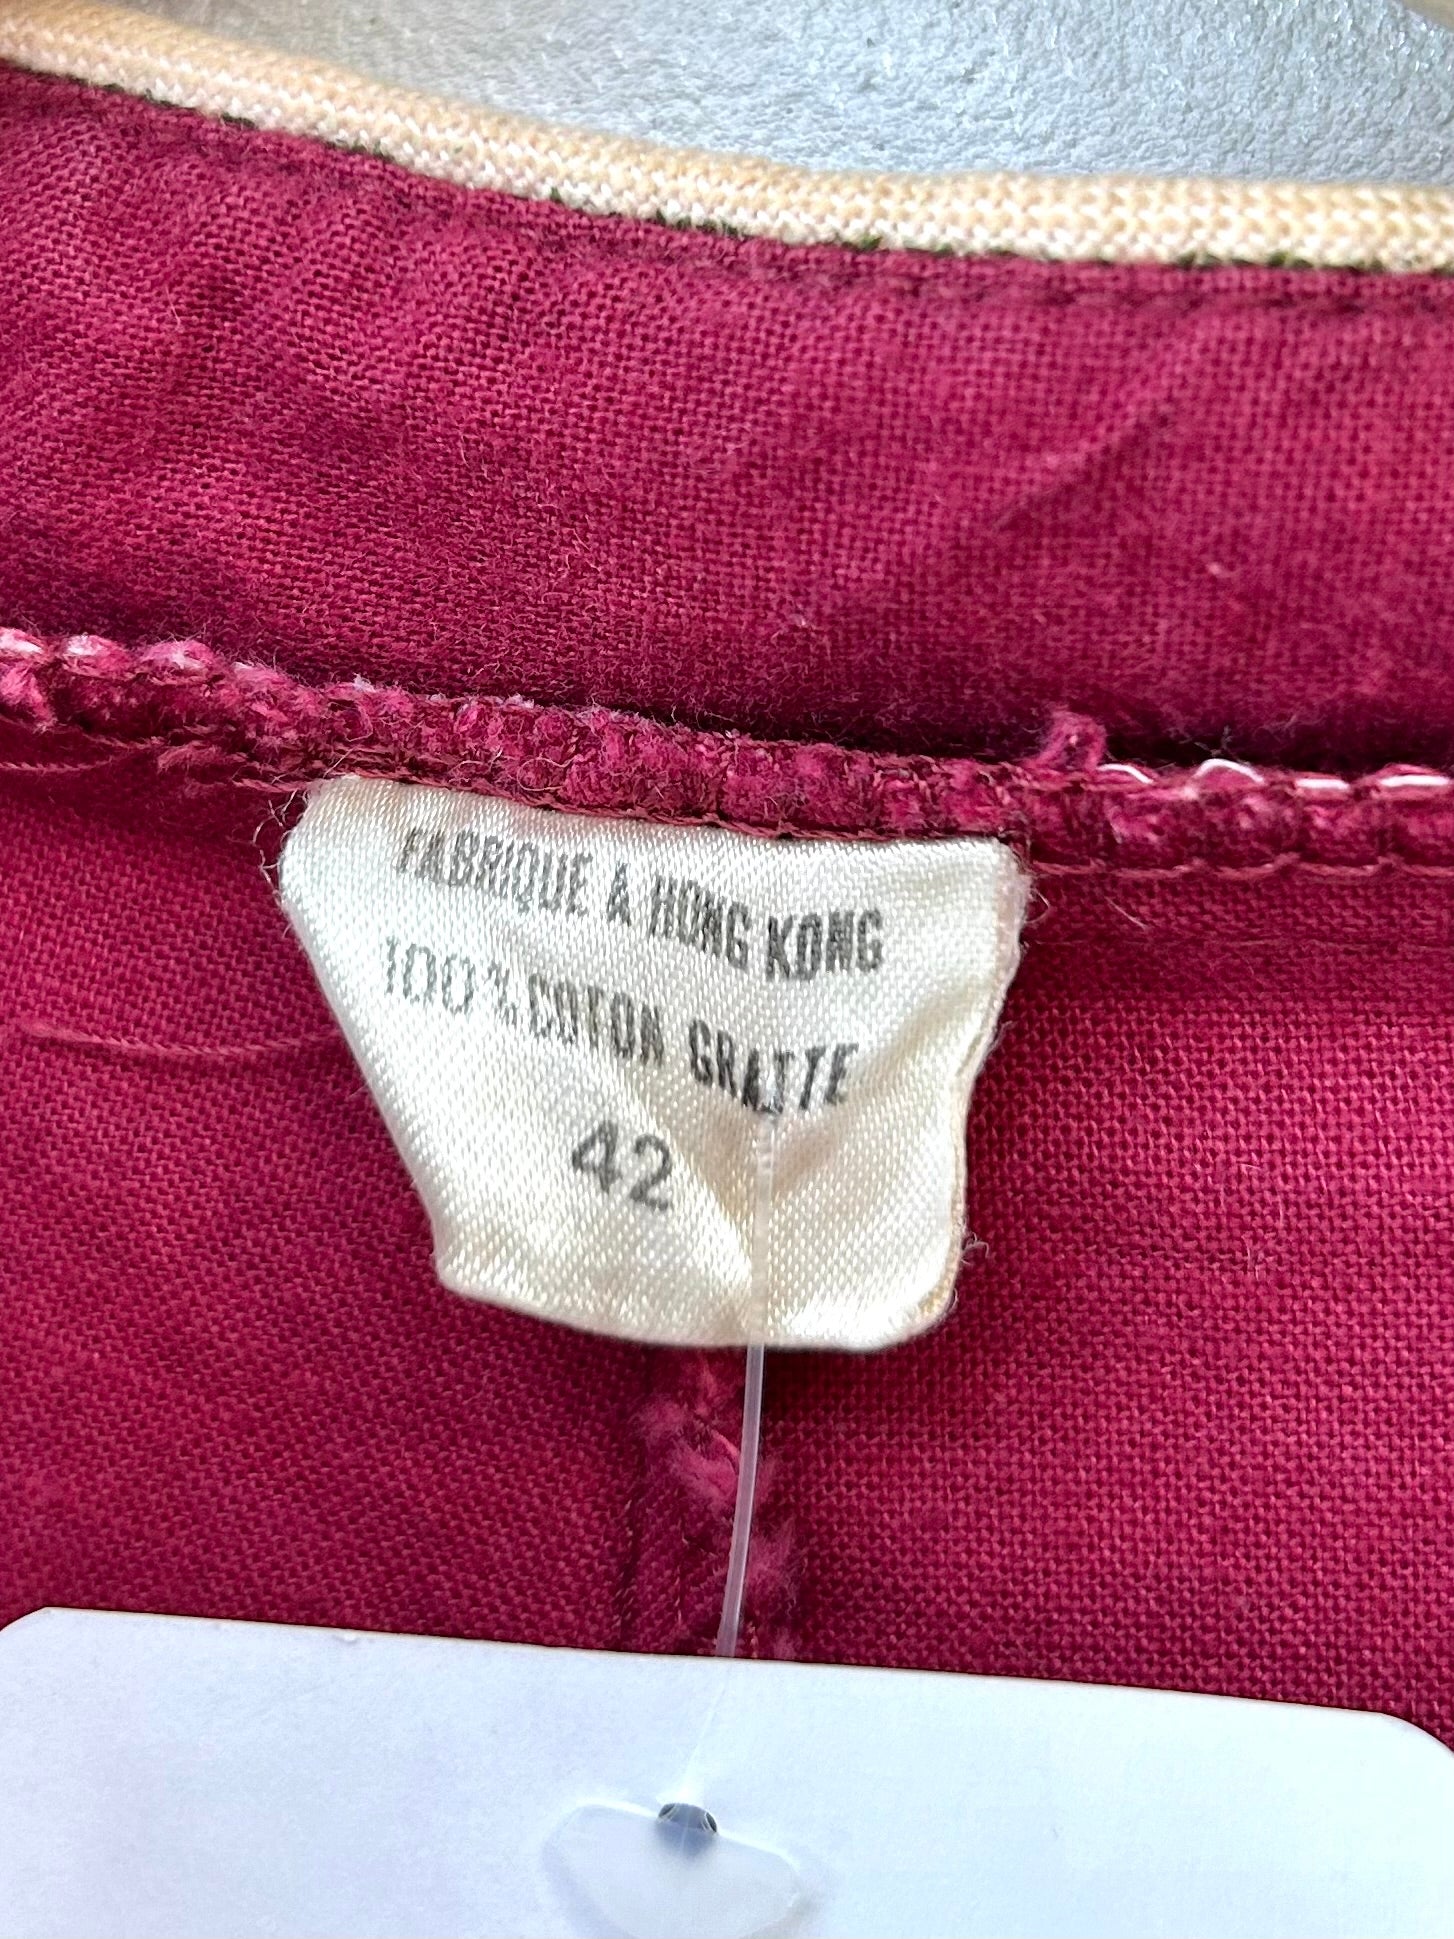 FABRIQUE A HONG KONG
100% COTON GRATTE
42